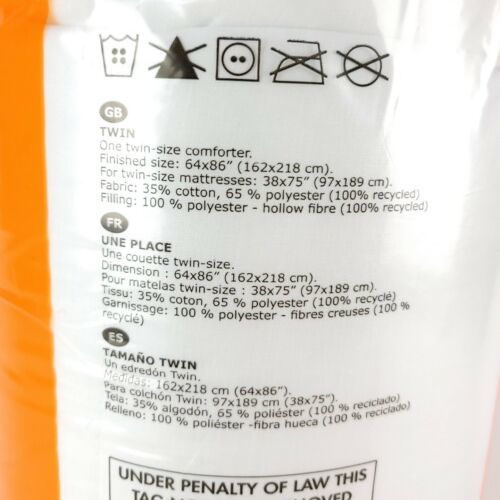 GB
TWIN
One twin-size comforter.
Finished size: 64x86" (162x218 cm).
For twin-size mattresses: 38x75" (97x189 cm).
Fabric: 35% cotton, 65 % polyester (100% recycled)
Filling: 100 % polyester - hollow fibre (100% recycled)
FR
UNE PLACE
Une couette twin-size.
Dimension : 64x86" (162x218 cm).
Pour matelas twin-size : 38x75" (97x189 cm).
Tissu: 35% coton, 65 % polyester (100% recyclé)
Garnissage: 100 % polyester - fibres creuses (100 %
recyclé)
ES
TAMAÑO TWIN
Un edredón Twin.
Medidas: 162x218 cm (64x86").
Para colchón Twin: 97x189 cm (38x75").
Tela: 35% algodón, 65 % poliéster (100 % reciclado)
Relleno: 100 % poliéster -fibra hueca (100 % reciclado)
UNDER PENALTY OF LAW THIS
TAG